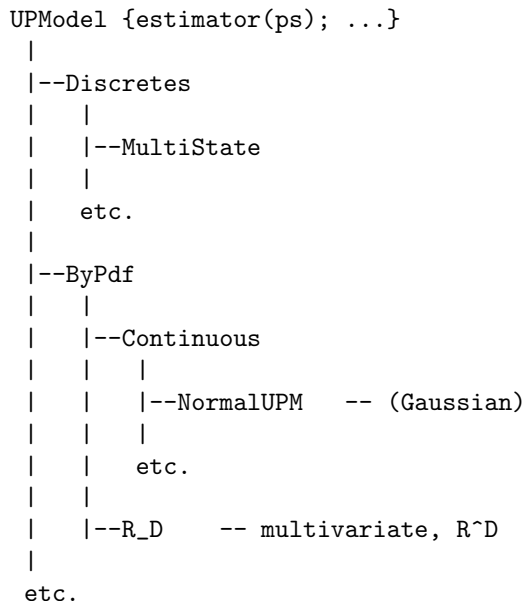 UPModel {estimator(ps); ...}
 |
 |--Discretes
 |   |
 |   |--MultiState
 |   |
 |   etc.
 |
 |--ByPdf
 |   |
 |   |--Continuous
 |   |   |
 |   |   |--NormalUPM   -- (Gaussian)
 |   |   |
 |   |   etc.
 |   |
 |   |--R_D    -- multivariate, R^D
 |
 etc.